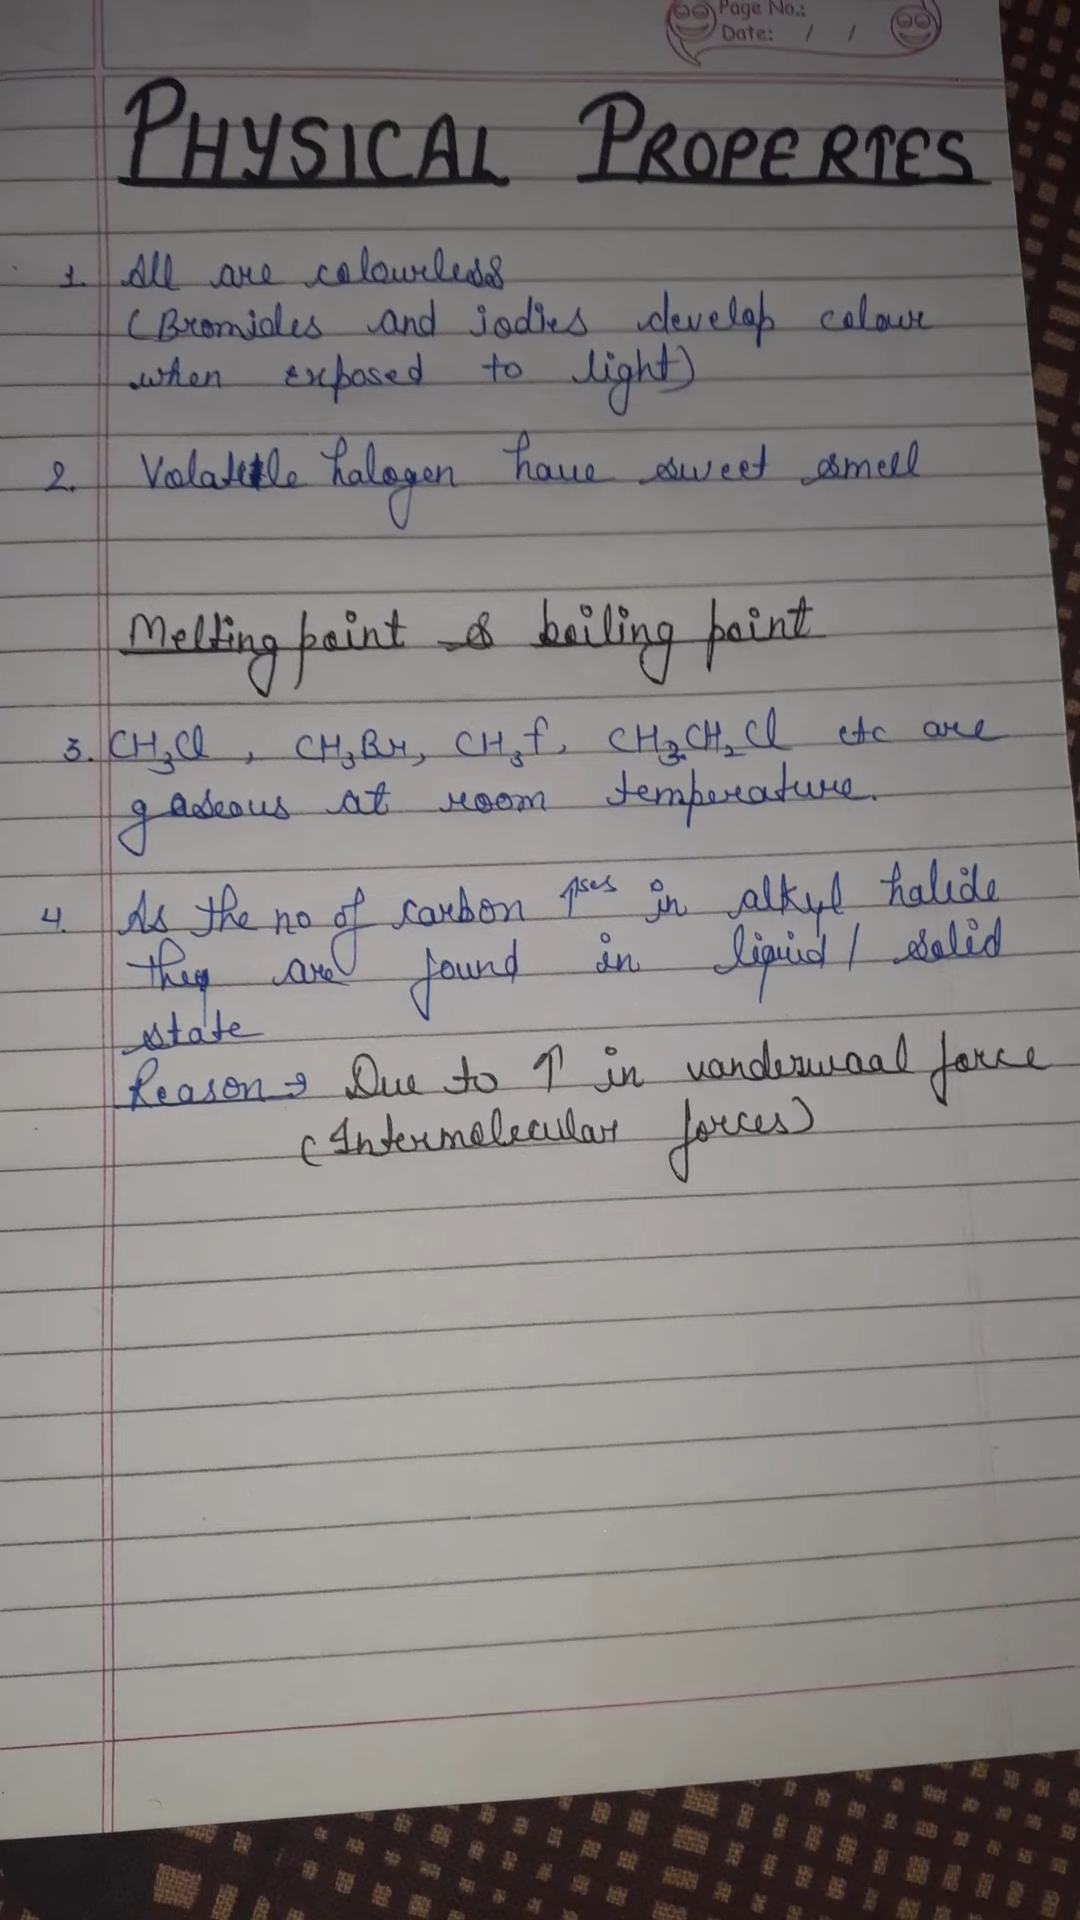 Page No.:
Date: / /
PHYSICAL PROPERTES
1. All are colourless
(Bromides and iodies develop colour
when exposed to light)
2. Volatile halogen have sweet smell
Melting point & boiling point
3. CH₃Cl, CH₃Br, CH₃f, CH₃CH₂Cl etc are
gaseous at room temperature.
4. As the no of carbon ↑ses in alkyl halide
they are found in liquid / solid
state
Reason → Due to ↑ in vanderwaal force
(Intermolecular forces)